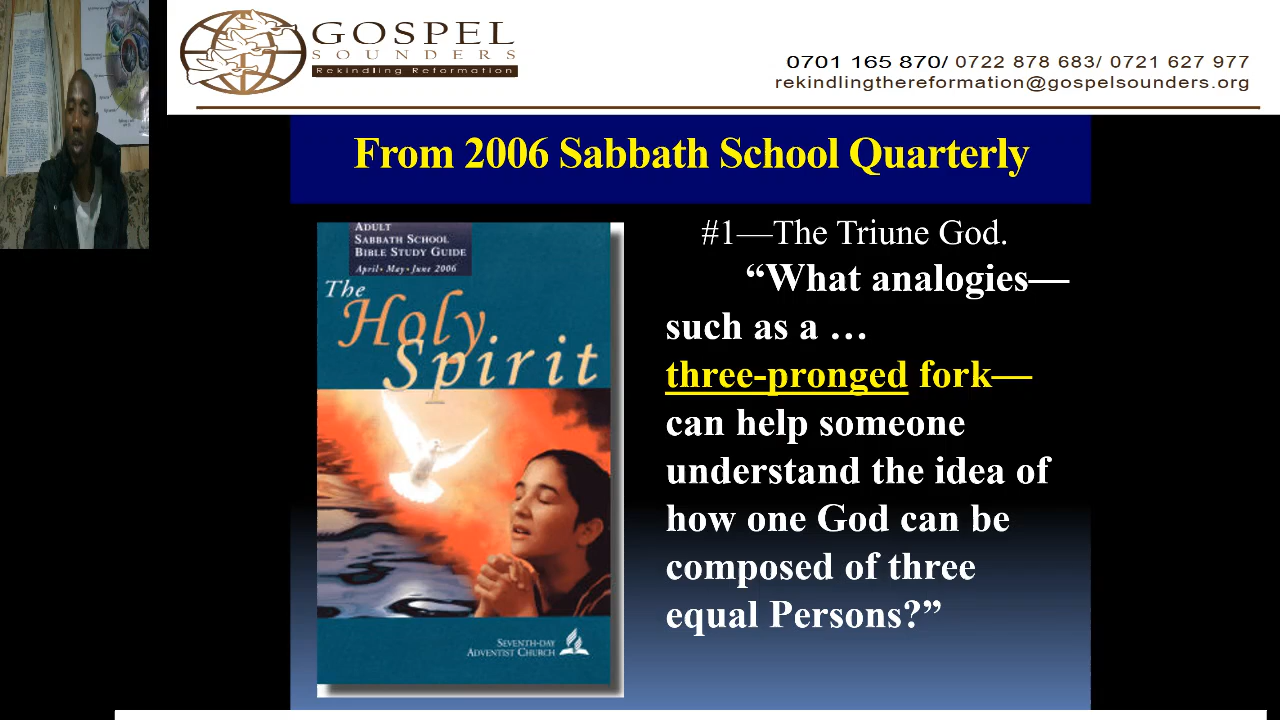 GOSPEL
SOUNDERS
Rekindling Reformation
0701 165 870/ 0722 878 683/ 0721 627 977
rekindlingthereformation@gospelsounders.org
From 2006 Sabbath School Quarterly
ADULT
SABBATH SCHOOL
BIBLE STUDY GUIDE
April • May • June 2006
The
Holy
Spirit
SEVENTH-DAY
ADVENTIST CHURCH
#1—The Triune God.
“What analogies—
such as a …
three-pronged fork—
can help someone
understand the idea of
how one God can be
composed of three
equal Persons?”